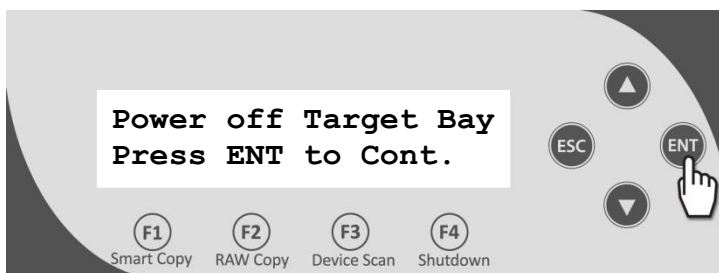 Power off Target Bay
Press ENT to Cont.
ESC
ENT
F1
F2
F3
F4
Smart Copy
RAW Copy
Device Scan
Shutdown